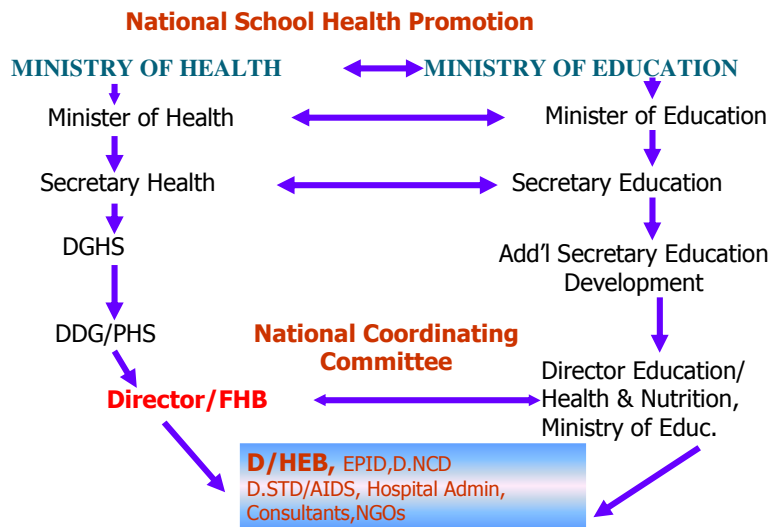 National School Health Promotion
MINISTRY OF HEALTH
MINISTRY OF EDUCATION
Minister of Health
Minister of Education
Secretary Health
Secretary Education
DGHS
Add'l Secretary Education
Development
DDG/PHS
National Coordinating
Committee
Director/FHB
Director Education/
Health & Nutrition,
Ministry of Educ.
D/HEB, EPID,D.NCD
D.STD/AIDS, Hospital Admin,
Consultants,NGOs